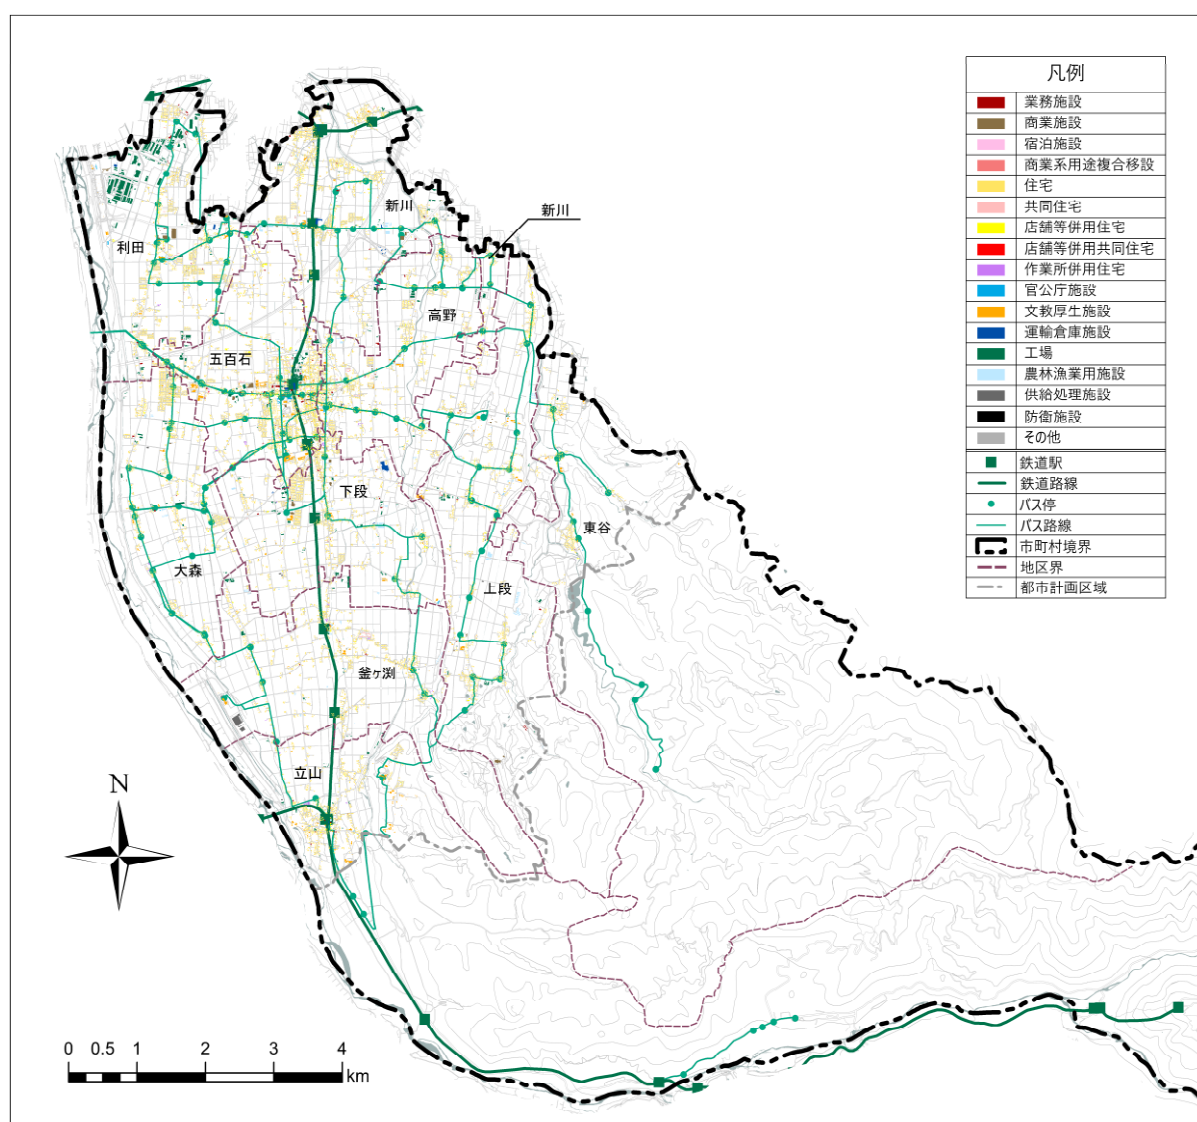 凡例
業務施設
商業施設
宿泊施設
商業系用途複合移設
住宅
共同住宅
店舗等併用住宅
店舗等併用共同住宅
作業所併用住宅
官公庁施設
文教厚生施設
運輸倉庫施設
工場
農林漁業用施設
供給処理施設
防衛施設
その他
鉄道駅
鉄道路線
バス停
バス路線
市町村境界
地区界
都市計画区域
新川
新川
利田
高野
五百石
下段
東谷
大森
上段
釜ヶ渕
立山
N
0 0.5 1 2 3 4
km